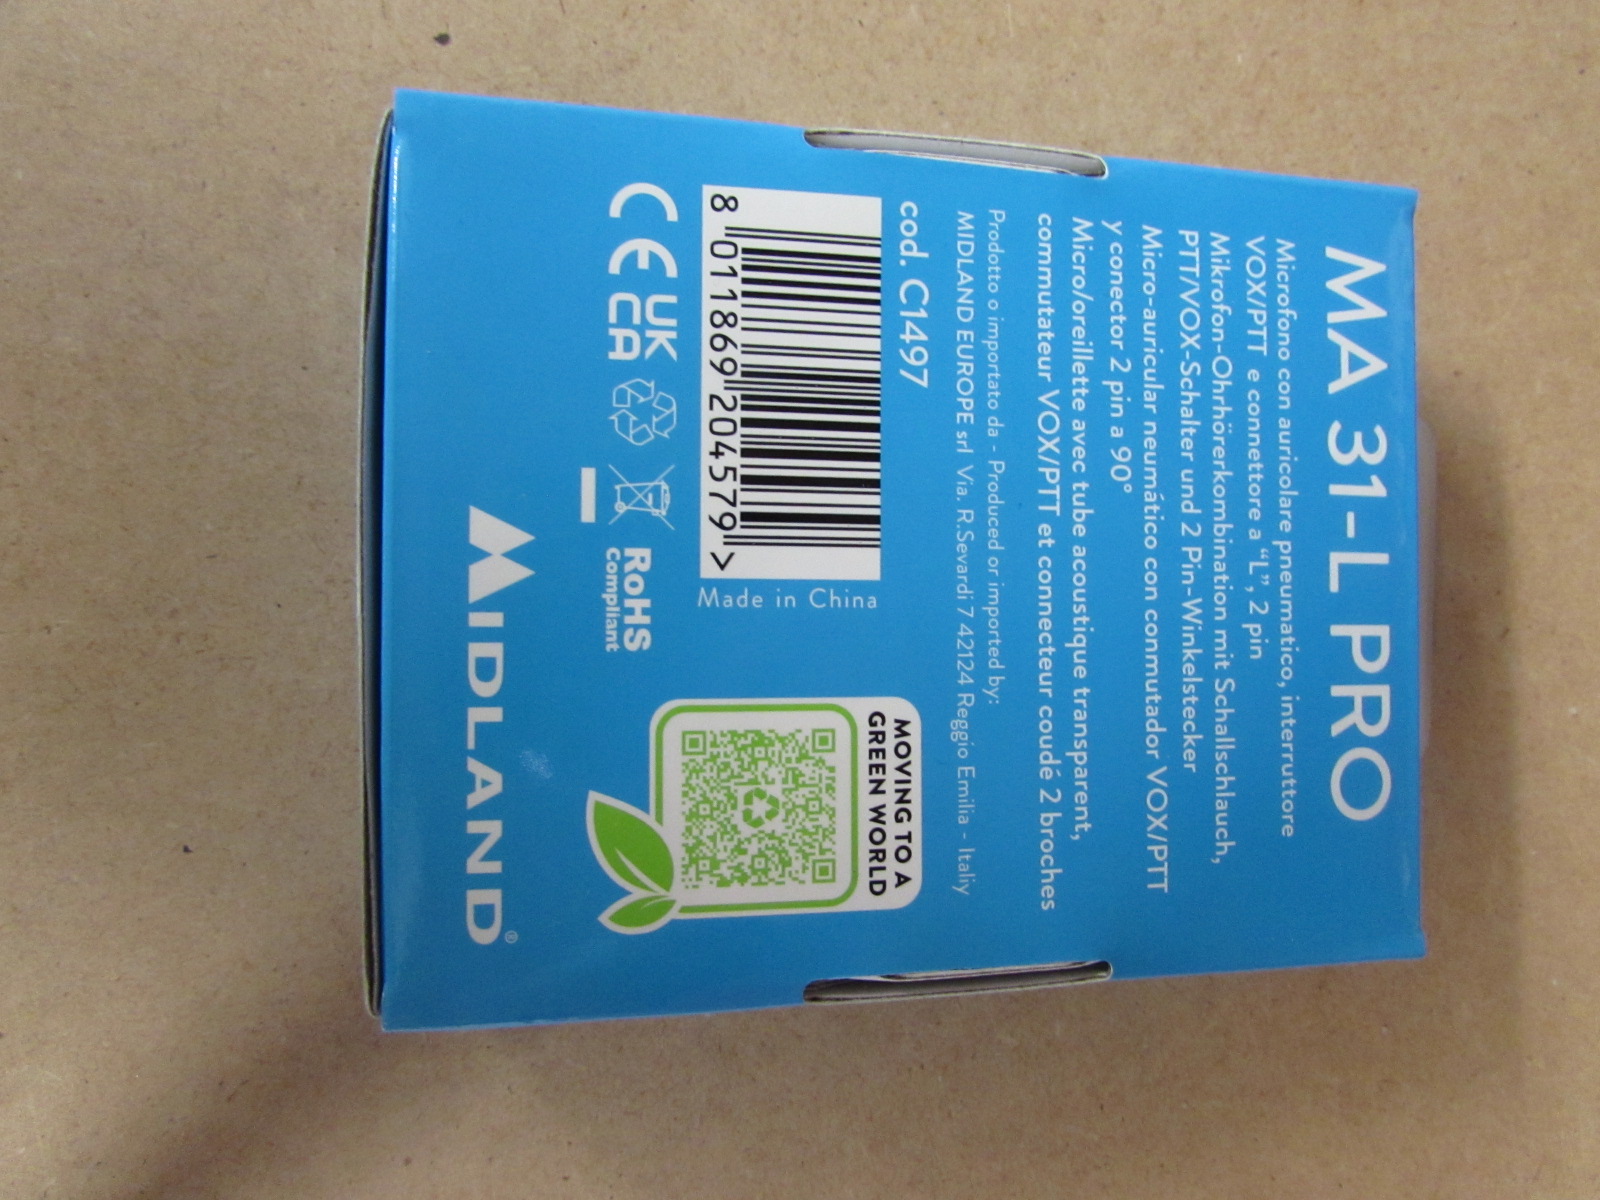 MA 31-L PRO
Microfono con auricolare pneumatico, interruttore
VOX/PTT e connettore a “L”, 2 pin
Mikrofon-Ohrhörerkombination mit Schallschlauch,
PTT/VOX-Schalter und 2 Pin-Winkelstecker
Micro-auricular neumático con conmutador VOX/PTT
y conector 2 pin a 90°
Micro/oreillette avec tube acoustique transparent,
commutateur VOX/PTT et connecteur coudé 2 broches
Prodotto o importato da - Produced or imported by:
MIDLAND EUROPE srl Via. R.Sevardi 7 42124 Reggio Emilia - Italiy
cod. C1497
8 011869 204579 >
Made in China
MOVING TO A
GREEN WORLD
CE UK
CA
RoHS
Compliant
MIDLAND®